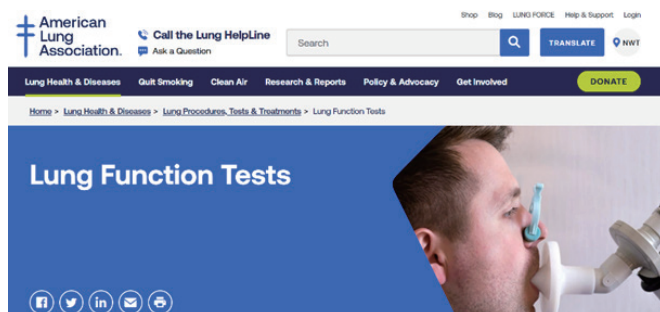 Shop Blog LUNG FORCE Help & Support Login
American
Lung
Association.
Call the Lung HelpLine
Ask a Question
Search
TRANSLATE
NWT
Lung Health & Diseases Quit Smoking Clean Air Research & Reports Policy & Advocacy Get Involved DONATE
Home > Lung Health & Diseases > Lung Procedures, Tests & Treatments > Lung Function Tests
Lung Function Tests